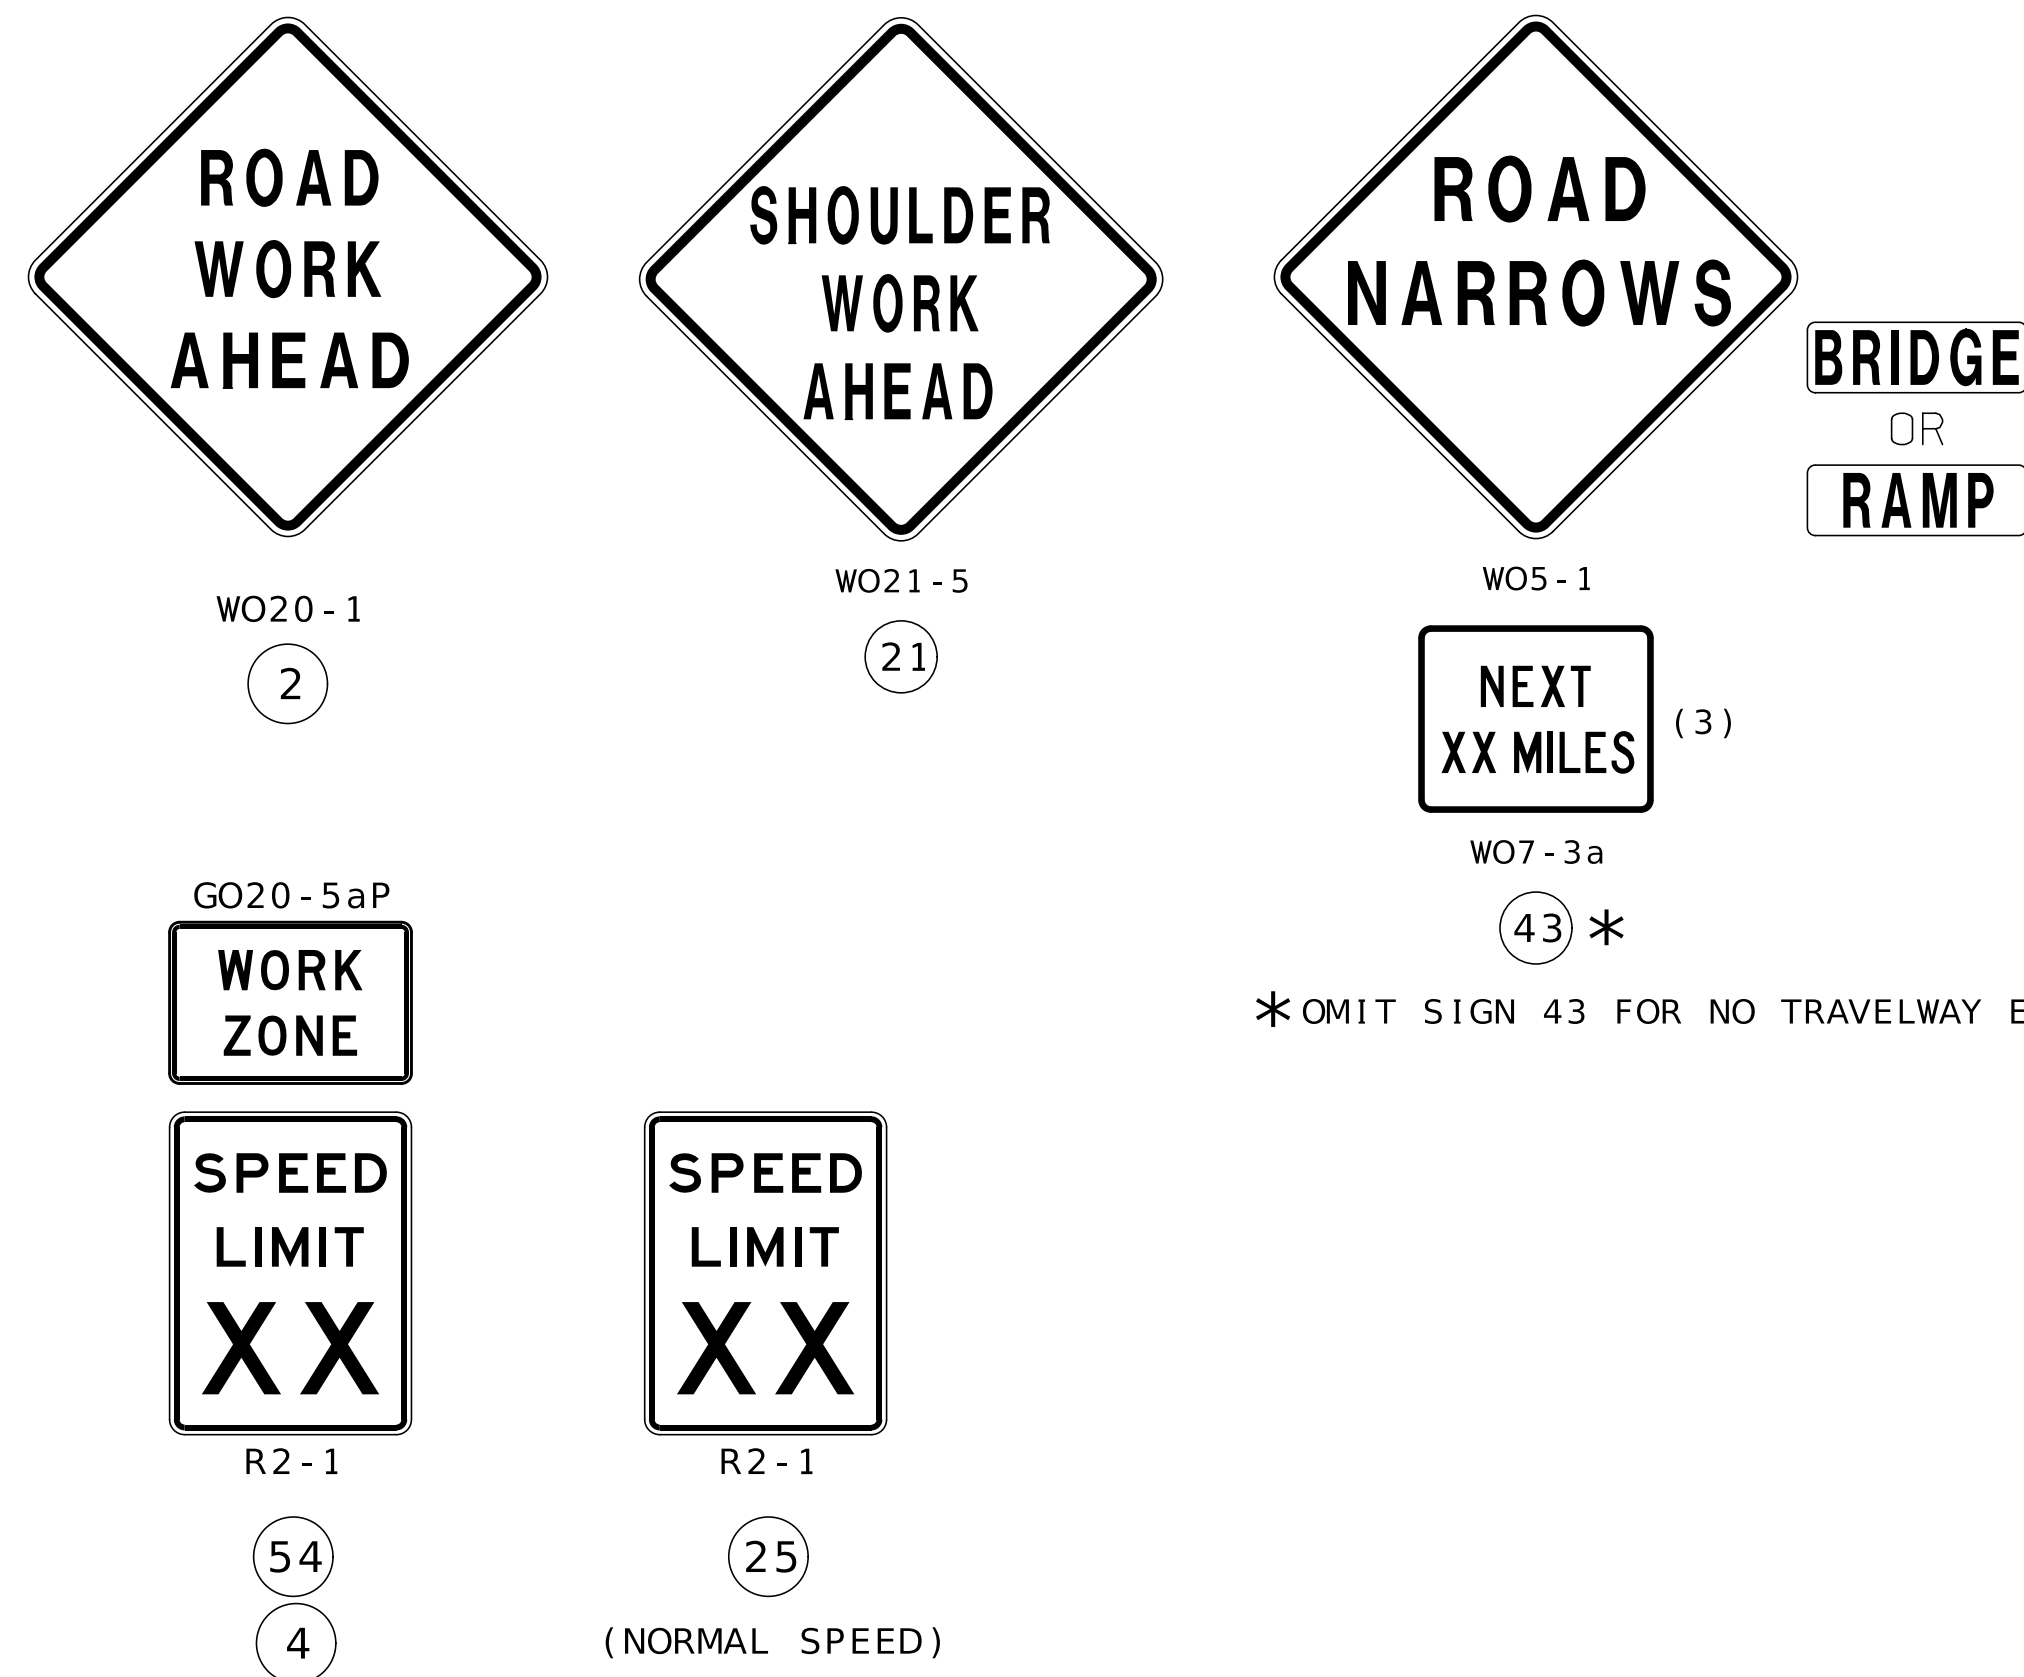 ROAD
WORK
AHEAD
WO20-1
2
SHOULDER
WORK
AHEAD
WO21-5
21
ROAD
NARROWS
BRIDGE
OR
RAMP
WO5-1
NEXT
XX MILES
(3)
WO7-3a
43 *
* OMIT SIGN 43 FOR NO TRAVELWAY
GO20-5aP
WORK
ZONE
SPEED
LIMIT
XX
R2-1
54
4
SPEED
LIMIT
XX
R2-1
25
(NORMAL SPEED)